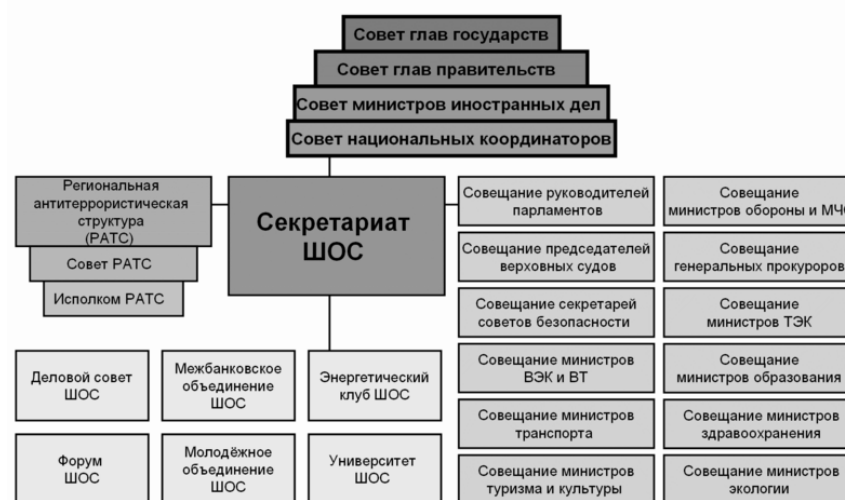 Совет глав государств
Совет глав правительств
Совет министров иностранных дел
Совет национальных координаторов
Региональная
антитеррористическая
структура
(РАТС)
Совет РАТС
Исполком РАТС
Секретариат
ШОС
Совещание руководителей
парламентов
Совещание
министров обороны и МЧС
Совещание председателей
верховных судов
Совещание
генеральных прокуроров
Совещание секретарей
советов безопасности
Совещание
министров ТЭК
Совещание министров
ВЭК и ВТ
Совещание
министров образования
Совещание министров
транспорта
Совещание министров
здравоохранения
Совещание министров
туризма и культуры
Совещание министров
экологии
Деловой совет
ШОС
Межбанковское
объединение
ШОС
Энергетический
клуб ШОС
Форум
ШОС
Молодёжное
объединение
ШОС
Университет
ШОС